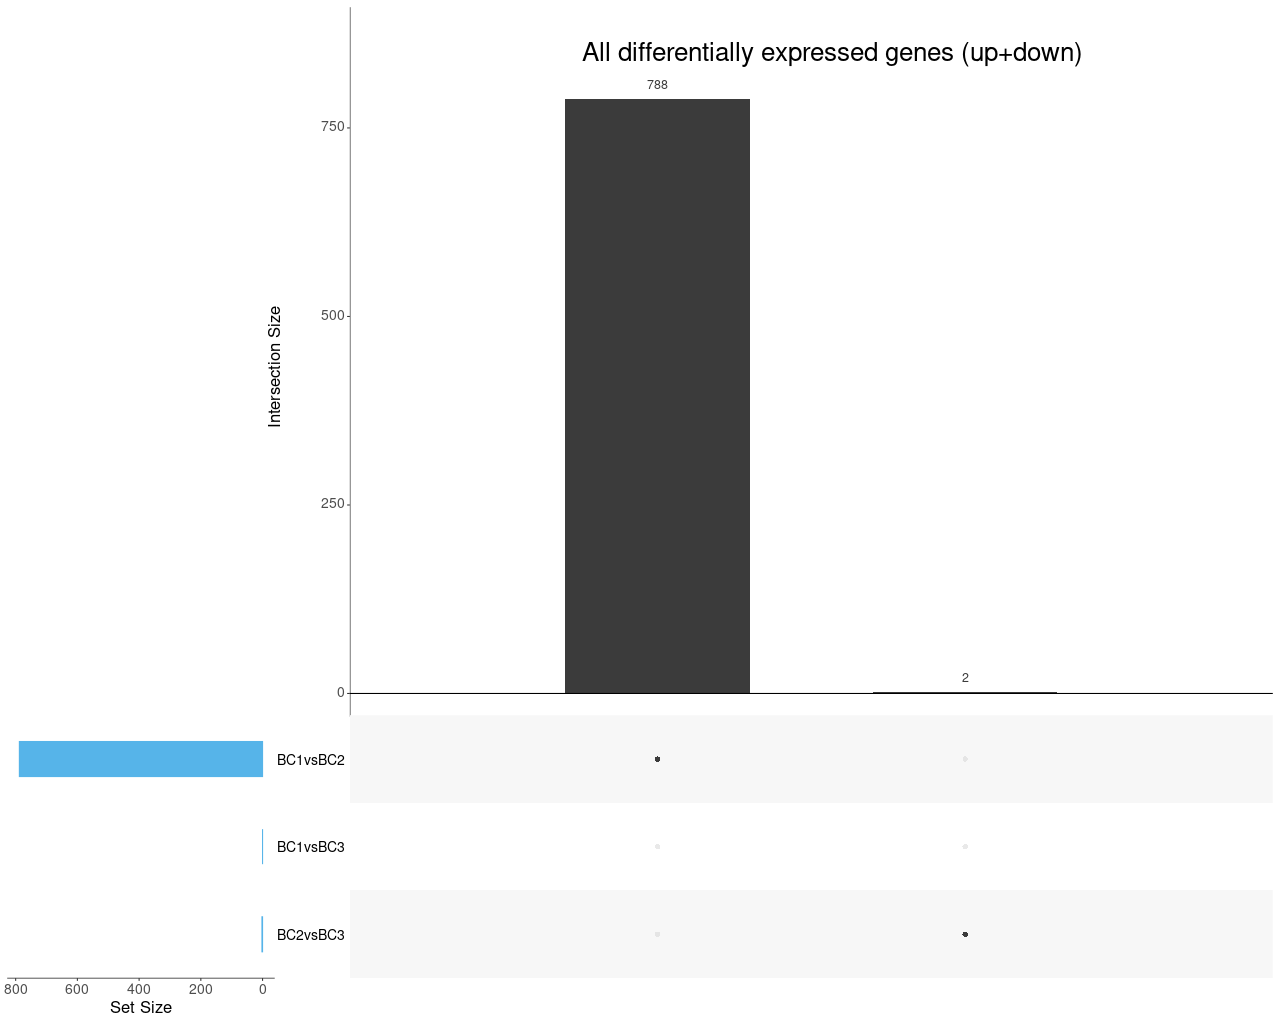 All differentially expressed genes (up+down)
788
750
500
250
0
Intersection Size
2
BC1vsBC2
BC1vsBC3
BC2vsBC3
800 600 400 200 0
Set Size